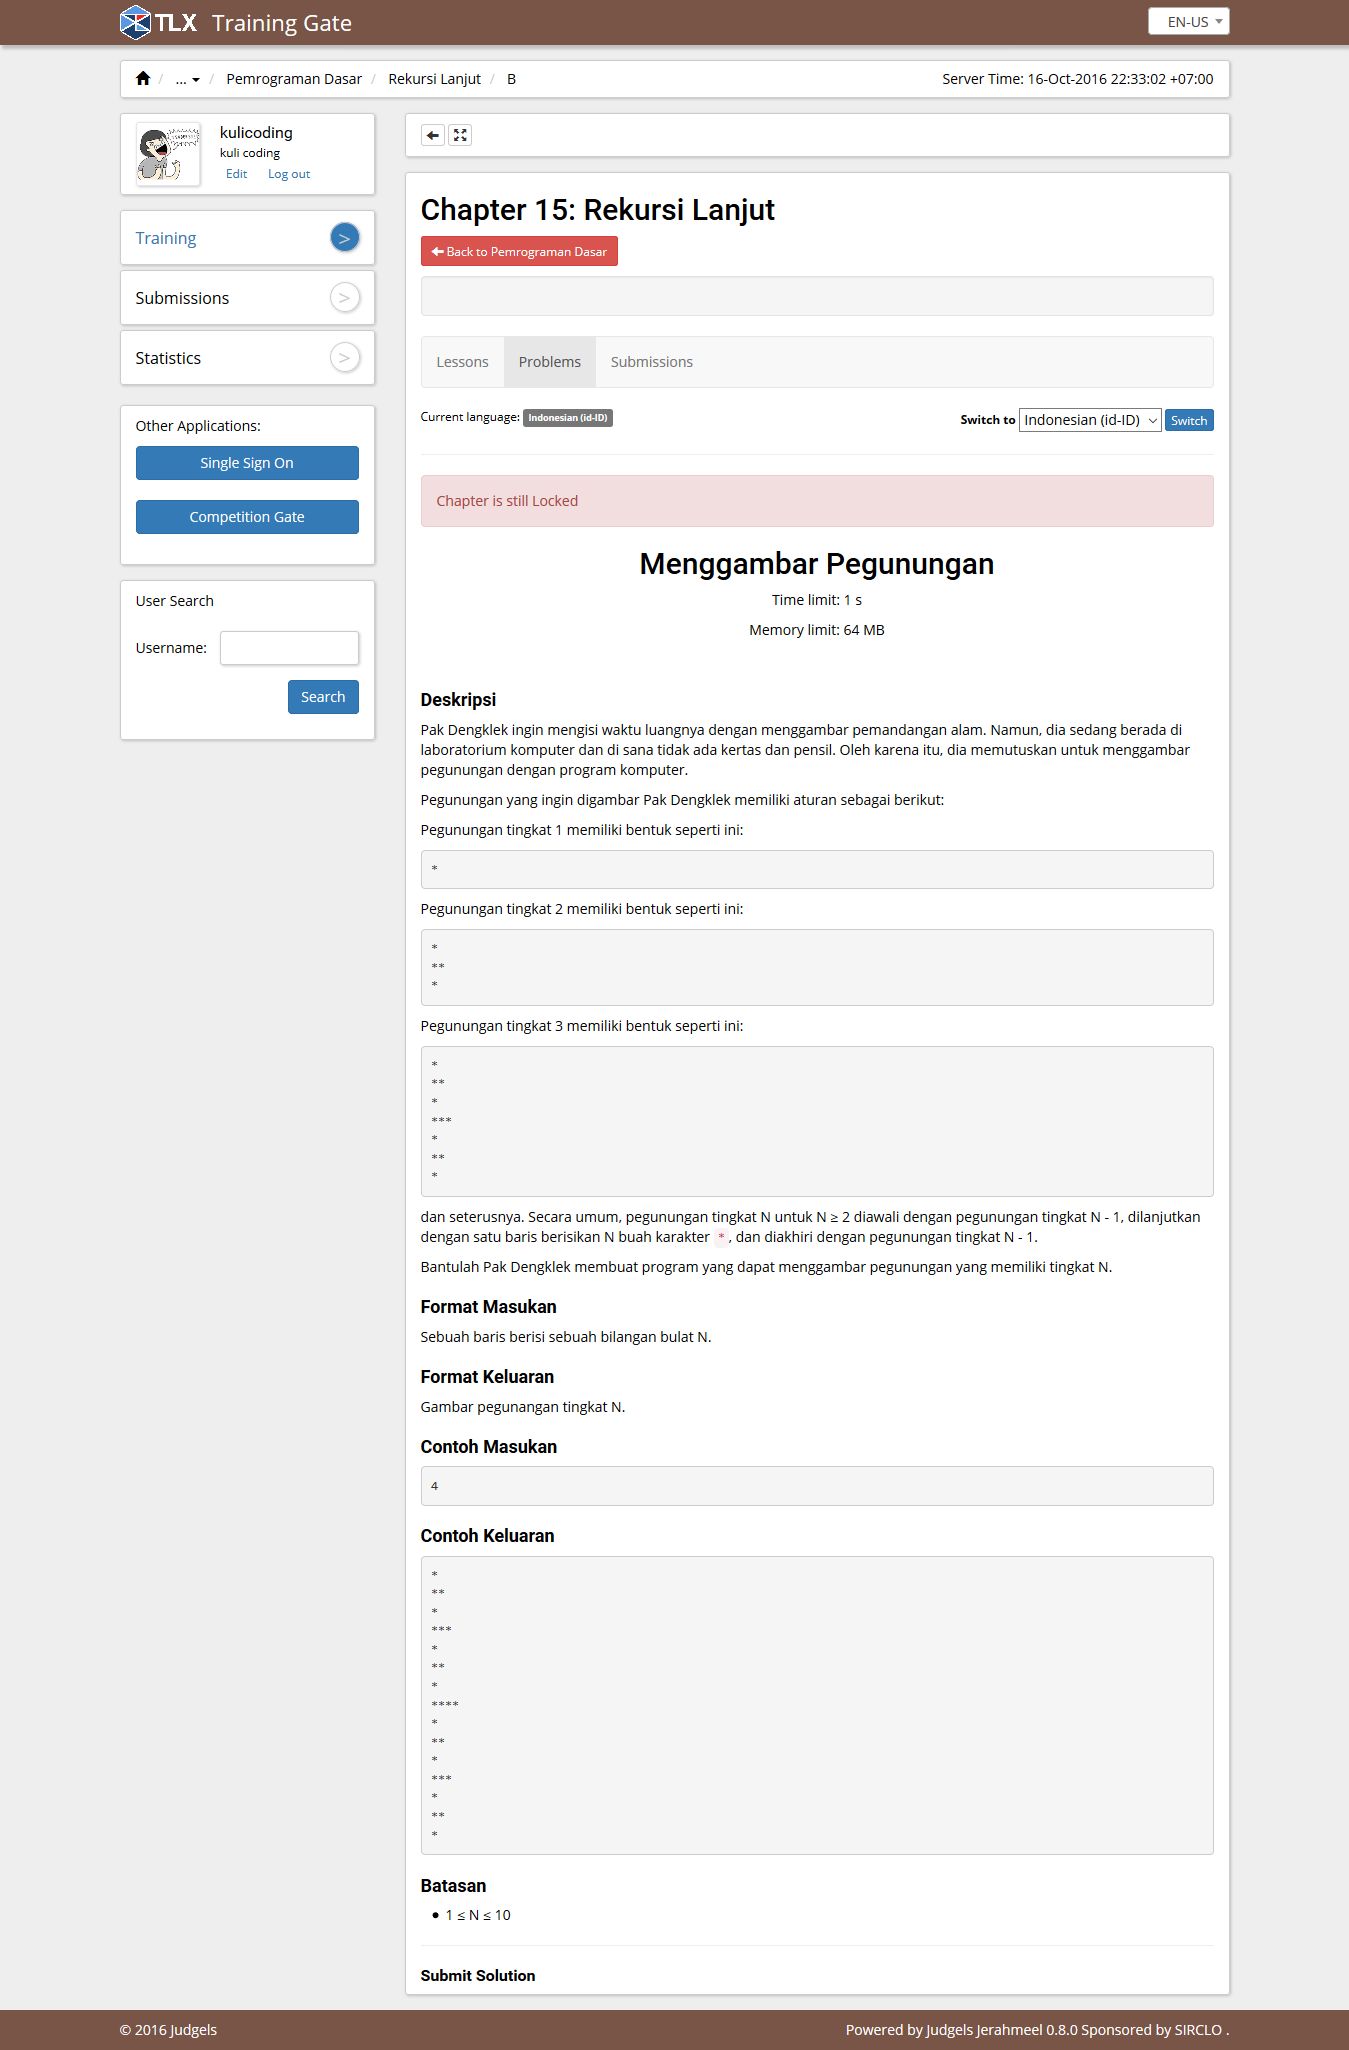 TLX Training Gate
EN-US
... Pemrograman Dasar / Rekursi Lanjut / B
Server Time: 16-Oct-2016 22:33:02 +07:00
kulicoding
kuli coding
Edit Log out
Training >
Submissions >
Statistics >
Other Applications:
Single Sign On
Competition Gate
User Search
Username:
Search
Chapter 15: Rekursi Lanjut
Back to Pemrograman Dasar
Lessons Problems Submissions
Current language: Indonesian (id-ID)
Switch to Indonesian (id-ID) Switch
Chapter is still Locked
Menggambar Pegunungan
Time limit: 1 s
Memory limit: 64 MB
Deskripsi
Pak Dengklek ingin mengisi waktu luangnya dengan menggambar pemandangan alam. Namun, dia sedang berada di
laboratorium komputer dan di sana tidak ada kertas dan pensil. Oleh karena itu, dia memutuskan untuk menggambar
pegunungan dengan program komputer.
Pegunungan yang ingin digambar Pak Dengklek memiliki aturan sebagai berikut:
Pegunungan tingkat 1 memiliki bentuk seperti ini:
*
Pegunungan tingkat 2 memiliki bentuk seperti ini:
*
**
*
Pegunungan tingkat 3 memiliki bentuk seperti ini:
*
**
*
***
*
**
*
dan seterusnya. Secara umum, pegunungan tingkat N untuk N ≥ 2 diawali dengan pegunungan tingkat N - 1, dilanjutkan
dengan satu baris berisikan N buah karakter *, dan diakhiri dengan pegunungan tingkat N - 1.
Bantulah Pak Dengklek membuat program yang dapat menggambar pegunungan yang memiliki tingkat N.
Format Masukan
Sebuah baris berisi sebuah bilangan bulat N.
Format Keluaran
Gambar pegunangan tingkat N.
Contoh Masukan
4
Contoh Keluaran
*
**
*
***
*
**
*
****
*
**
*
***
*
**
*
Batasan
• 1 ≤ N ≤ 10
Submit Solution
© 2016 Judgels
Powered by Judgels Jerahmeel 0.8.0 Sponsored by SIRCLO .